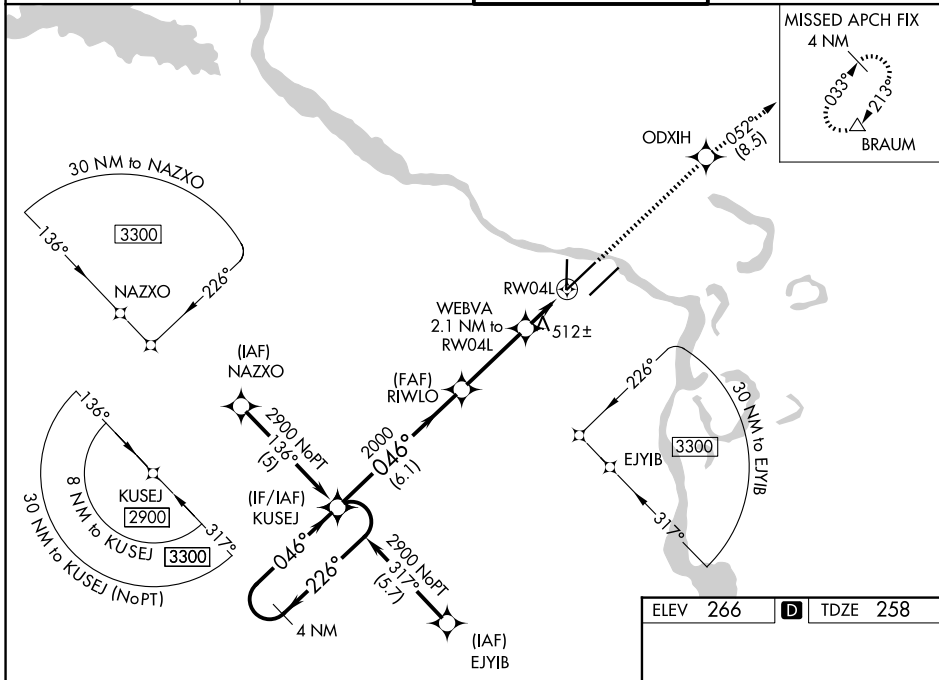 MISSED APCH FIX
4 NM
033°
213°
BRAUM
ODXIH
052°
(8.5)
30 NM to NAZXO
3300
136°
226°
NAZXO
RW04L
WEBVA
2.1 NM to
RW04L
512±
(IAF)
NAZXO
(FAF)
RIWLO
2900 NoPT
136°
(5)
2000
046°
(6.1)
226°
30 NM to EJYIB
3300
EJYIB
317°
136°
KUSEJ
2900
317°
8 NM to KUSEJ
3300
30 NM to KUSEJ (NoPT)
(IF/IAF)
KUSEJ
046°
226°
4 NM
2900 NoPT
317°
(5.7)
(IAF)
EJYIB
ELEV 266 D TDZE 258